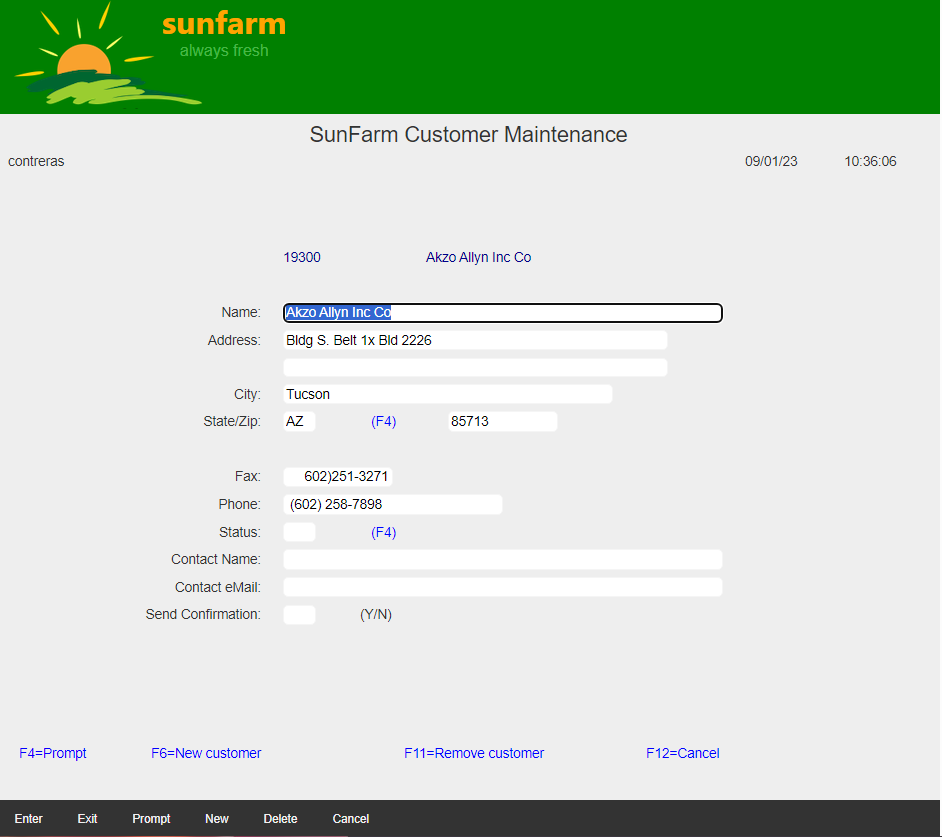 sunfarm
always fresh
SunFarm Customer Maintenance
contreras 09/01/23 10:36:06
19300 Akzo Allyn Inc Co
Name: Akzo Allyn Inc Co
Address: Bldg S. Belt 1x Bld 2226
City: Tucson
State/Zip: AZ (F4) 85713
Fax: 602)251-3271
Phone: (602) 258-7898
Status: (F4)
Contact Name:
Contact eMail:
Send Confirmation: (Y/N)
F4=Prompt F6=New customer F11=Remove customer F12=Cancel
Enter Exit Prompt New Delete Cancel